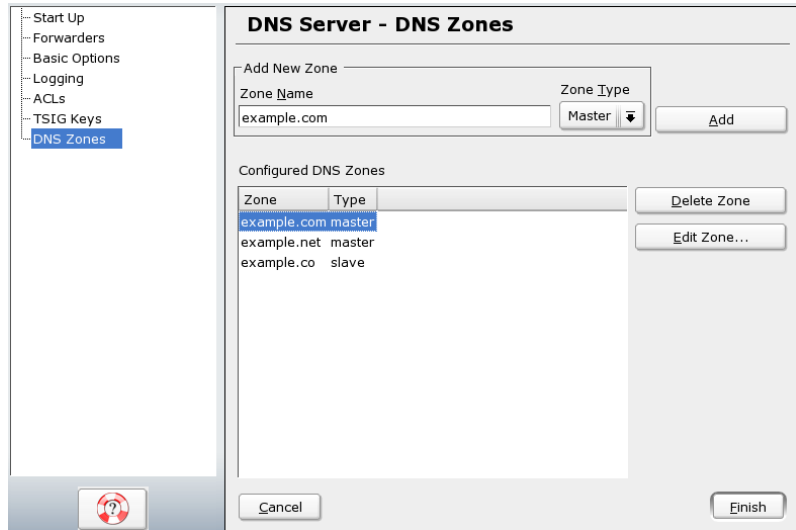 Start Up
Forwarders
Basic Options
Logging
ACLs
TSIG Keys
DNS Zones
DNS Server - DNS Zones
Add New Zone
Zone Name
Zone Type
example.com
Master
Add
Configured DNS Zones
Zone Type
example.com master
example.net master
example.co slave
Delete Zone
Edit Zone...
?
Cancel
Finish